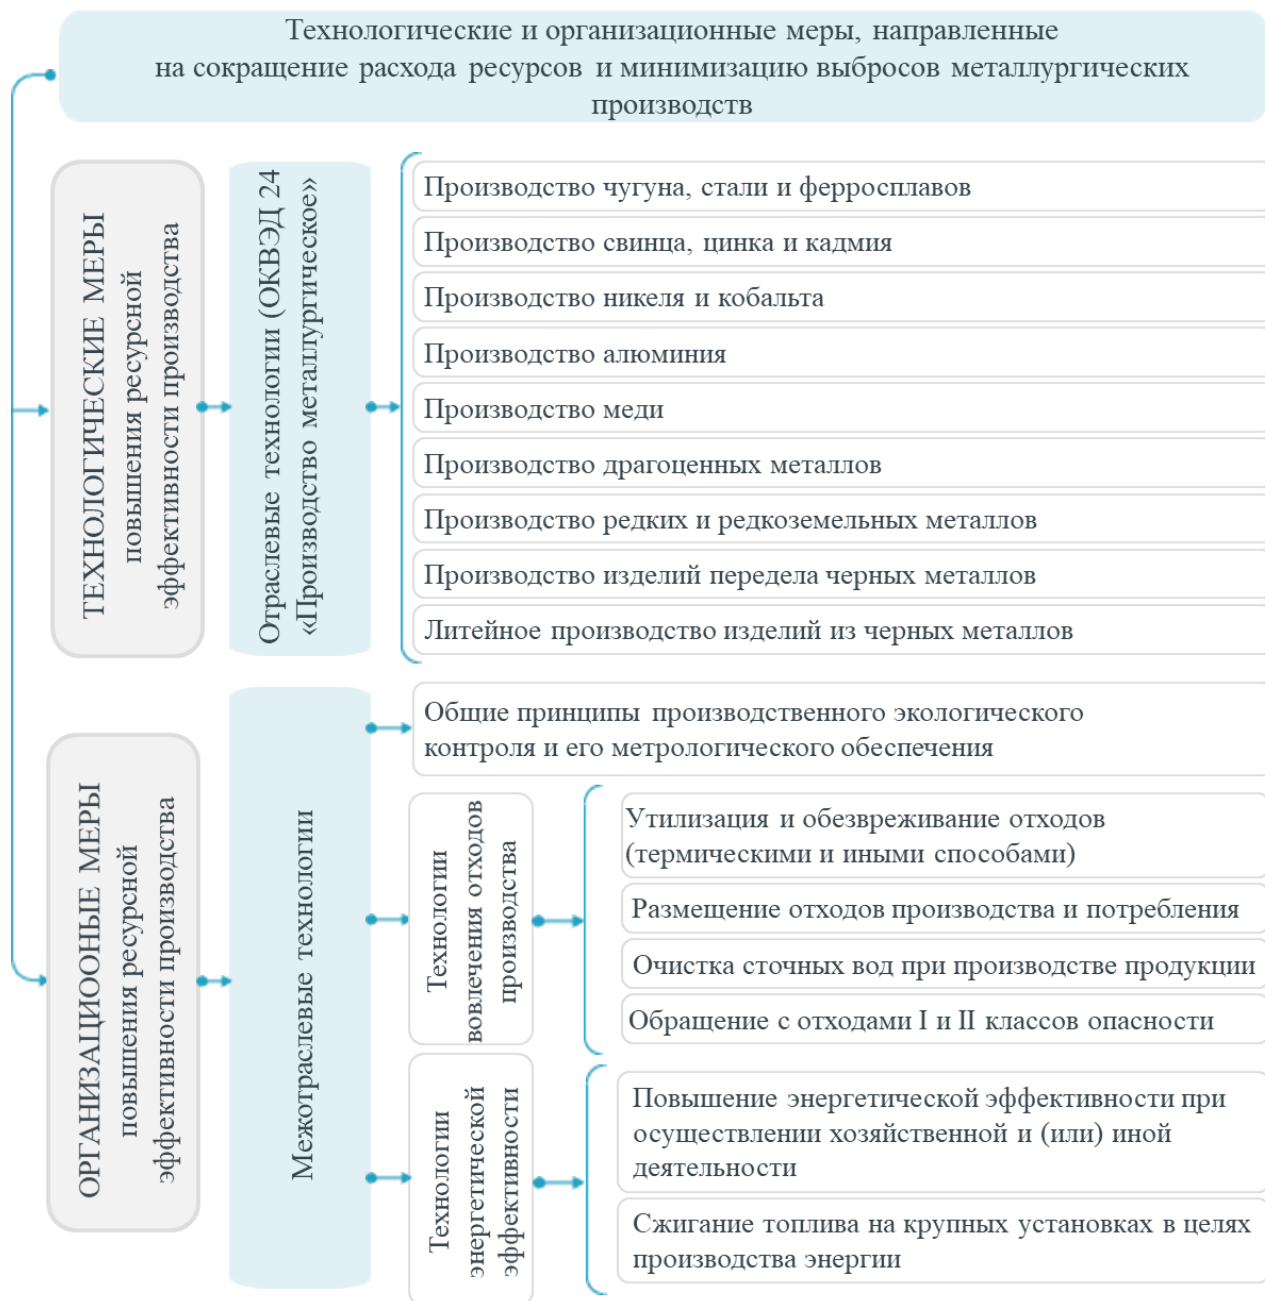 Технологические и организационные меры, направленные
на сокращение расхода ресурсов и минимизацию выбросов металлургических
производств
ТЕХНОЛОГИЧЕСКИЕ МЕРЫ
повышения ресурсной
эффективности производства
Отраслевые технологии (ОКВЭД 24
«Производство металлургическое»
Производство чугуна, стали и ферросплавов
Производство свинца, цинка и кадмия
Производство никеля и кобальта
Производство алюминия
Производство меди
Производство драгоценных металлов
Производство редких и редкоземельных металлов
Производство изделий передела черных металлов
Литейное производство изделий из черных металлов
ОРГАНИЗАЦИООНЫЕ МЕРЫ
повышения ресурсной
эффективности производства
Межотраслевые технологии
Общие принципы производственного экологического
контроля и его метрологического обеспечения
Технологии
вовлечения отходов
производства
Утилизация и обезвреживание отходов
(термическими и иными способами)
Размещение отходов производства и потребления
Очистка сточных вод при производстве продукции
Обращение с отходами I и II классов опасности
Технологии
энергетической
эффективности
Повышение энергетической эффективности при
осуществлении хозяйственной и (или) иной
деятельности
Сжигание топлива на крупных установках в целях
производства энергии